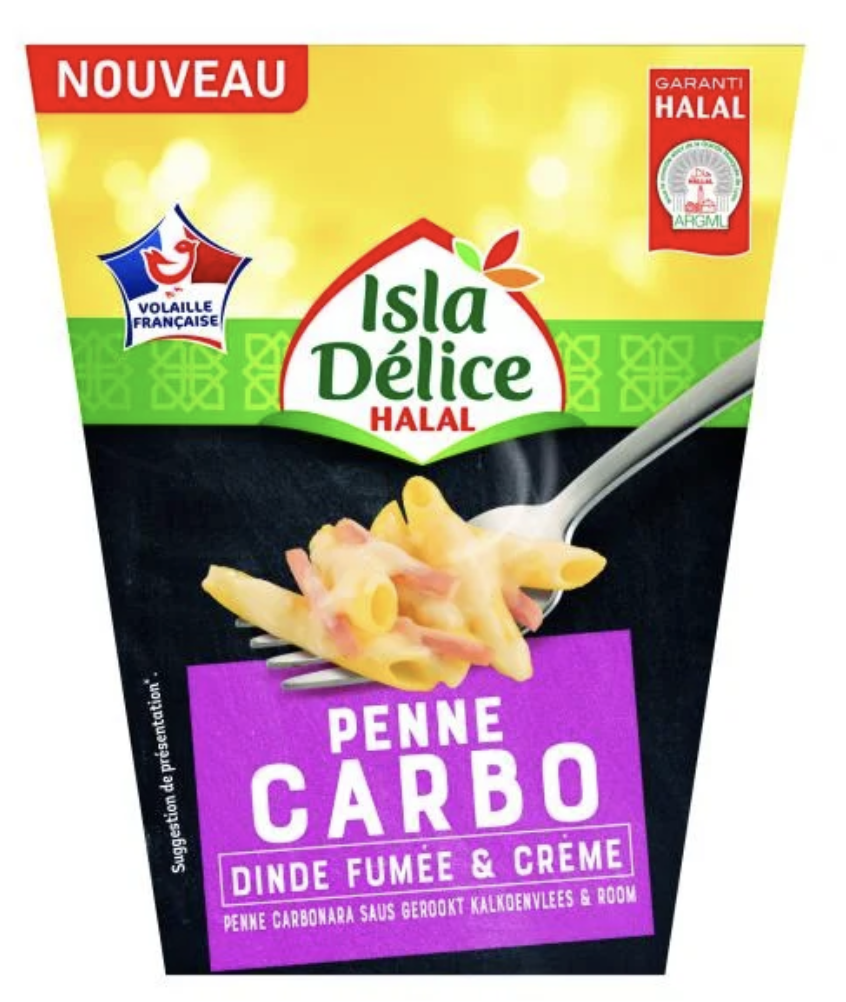 NOUVEAU
GARANTI
HALAL
HALLAL
ARGML
VOLAILLE
FRANÇAISE
Isla
Délice
HALAL
Suggestion de présentation*.
PENNE
CARBO
DINDE FUMÉE & CRÈME
PENNE CARBONARA SAUS GEROOKT KALKOENVLEES & ROOM